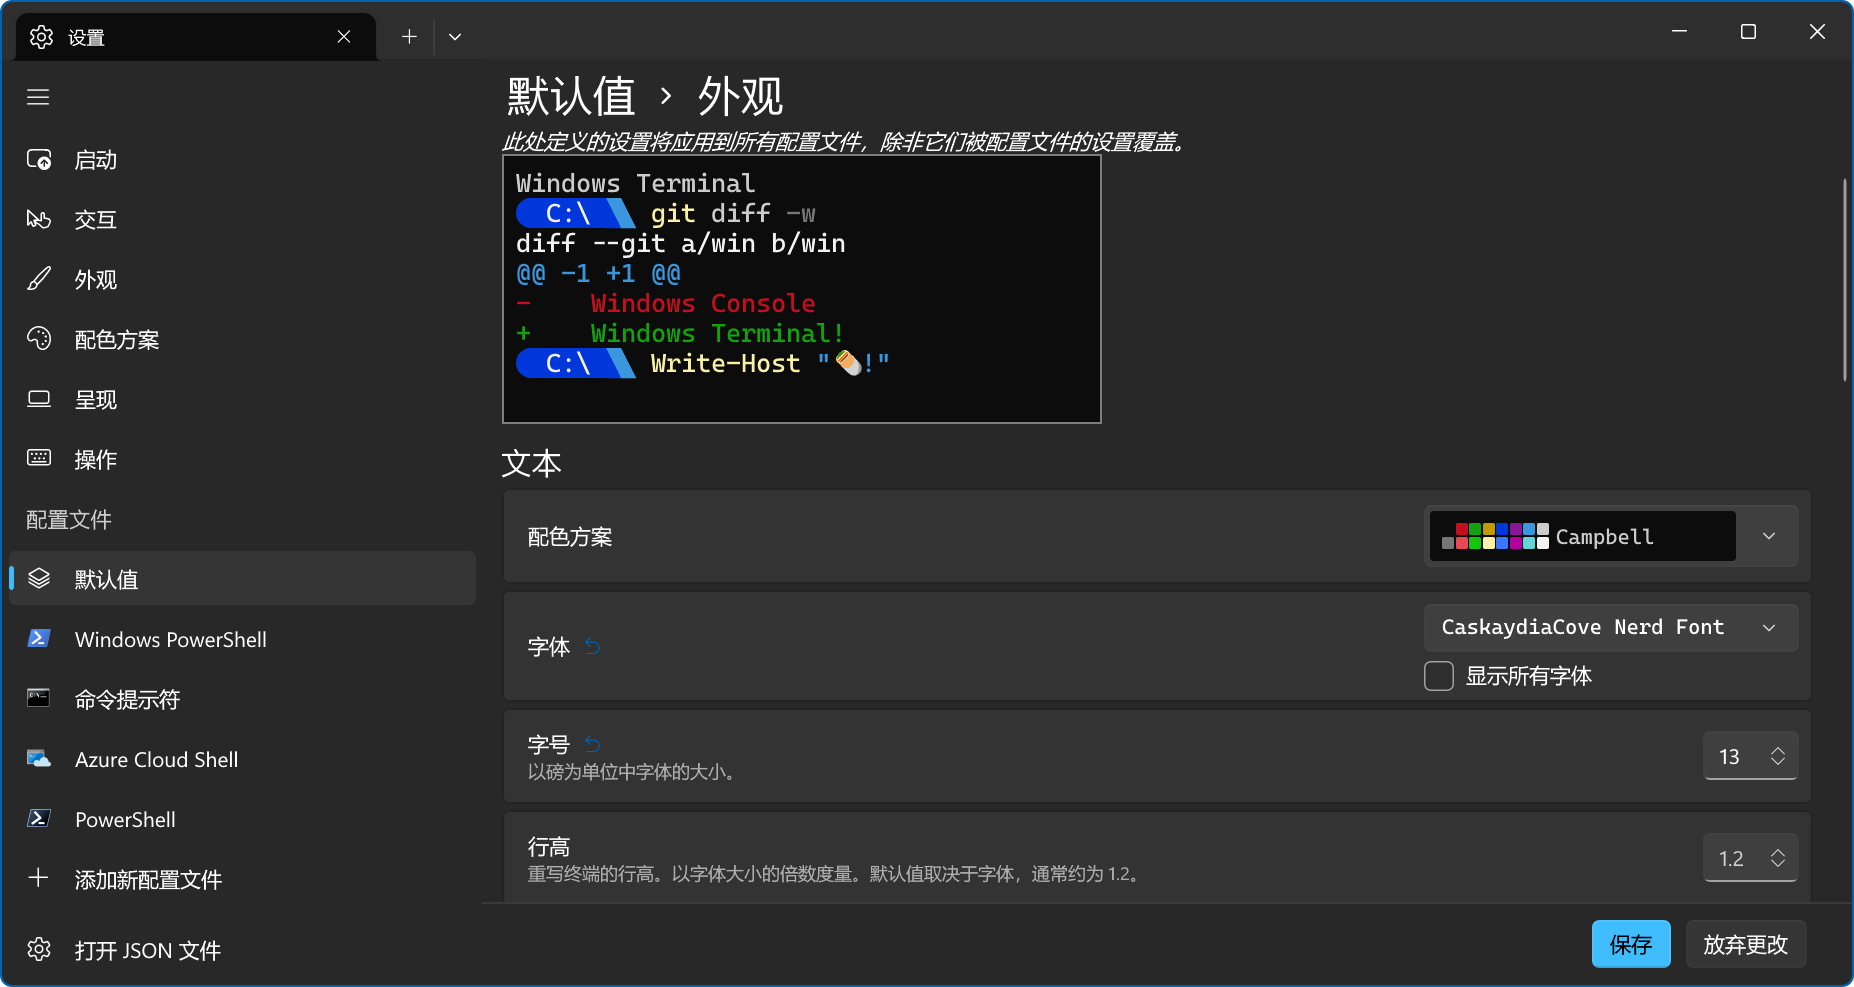 设置
启动
交互
外观
配色方案
呈现
操作
配置文件
默认值
Windows PowerShell
命令提示符
Azure Cloud Shell
PowerShell
添加新配置文件
打开 JSON 文件
默认值 › 外观
此处定义的设置将应用到所有配置文件，除非它们被配置文件的设置覆盖。
Windows Terminal
C:\ git diff -w
diff --git a/win b/win
@@ -1 +1 @@
-    Windows Console
+    Windows Terminal!
C:\ Write-Host "🌯!"
文本
配色方案
Campbell
字体
CaskaydiaCove Nerd Font
显示所有字体
字号
以磅为单位中字体的大小。
13
行高
重写终端的行高。以字体大小的倍数度量。默认值取决于字体，通常约为 1.2。
1.2
保存
放弃更改